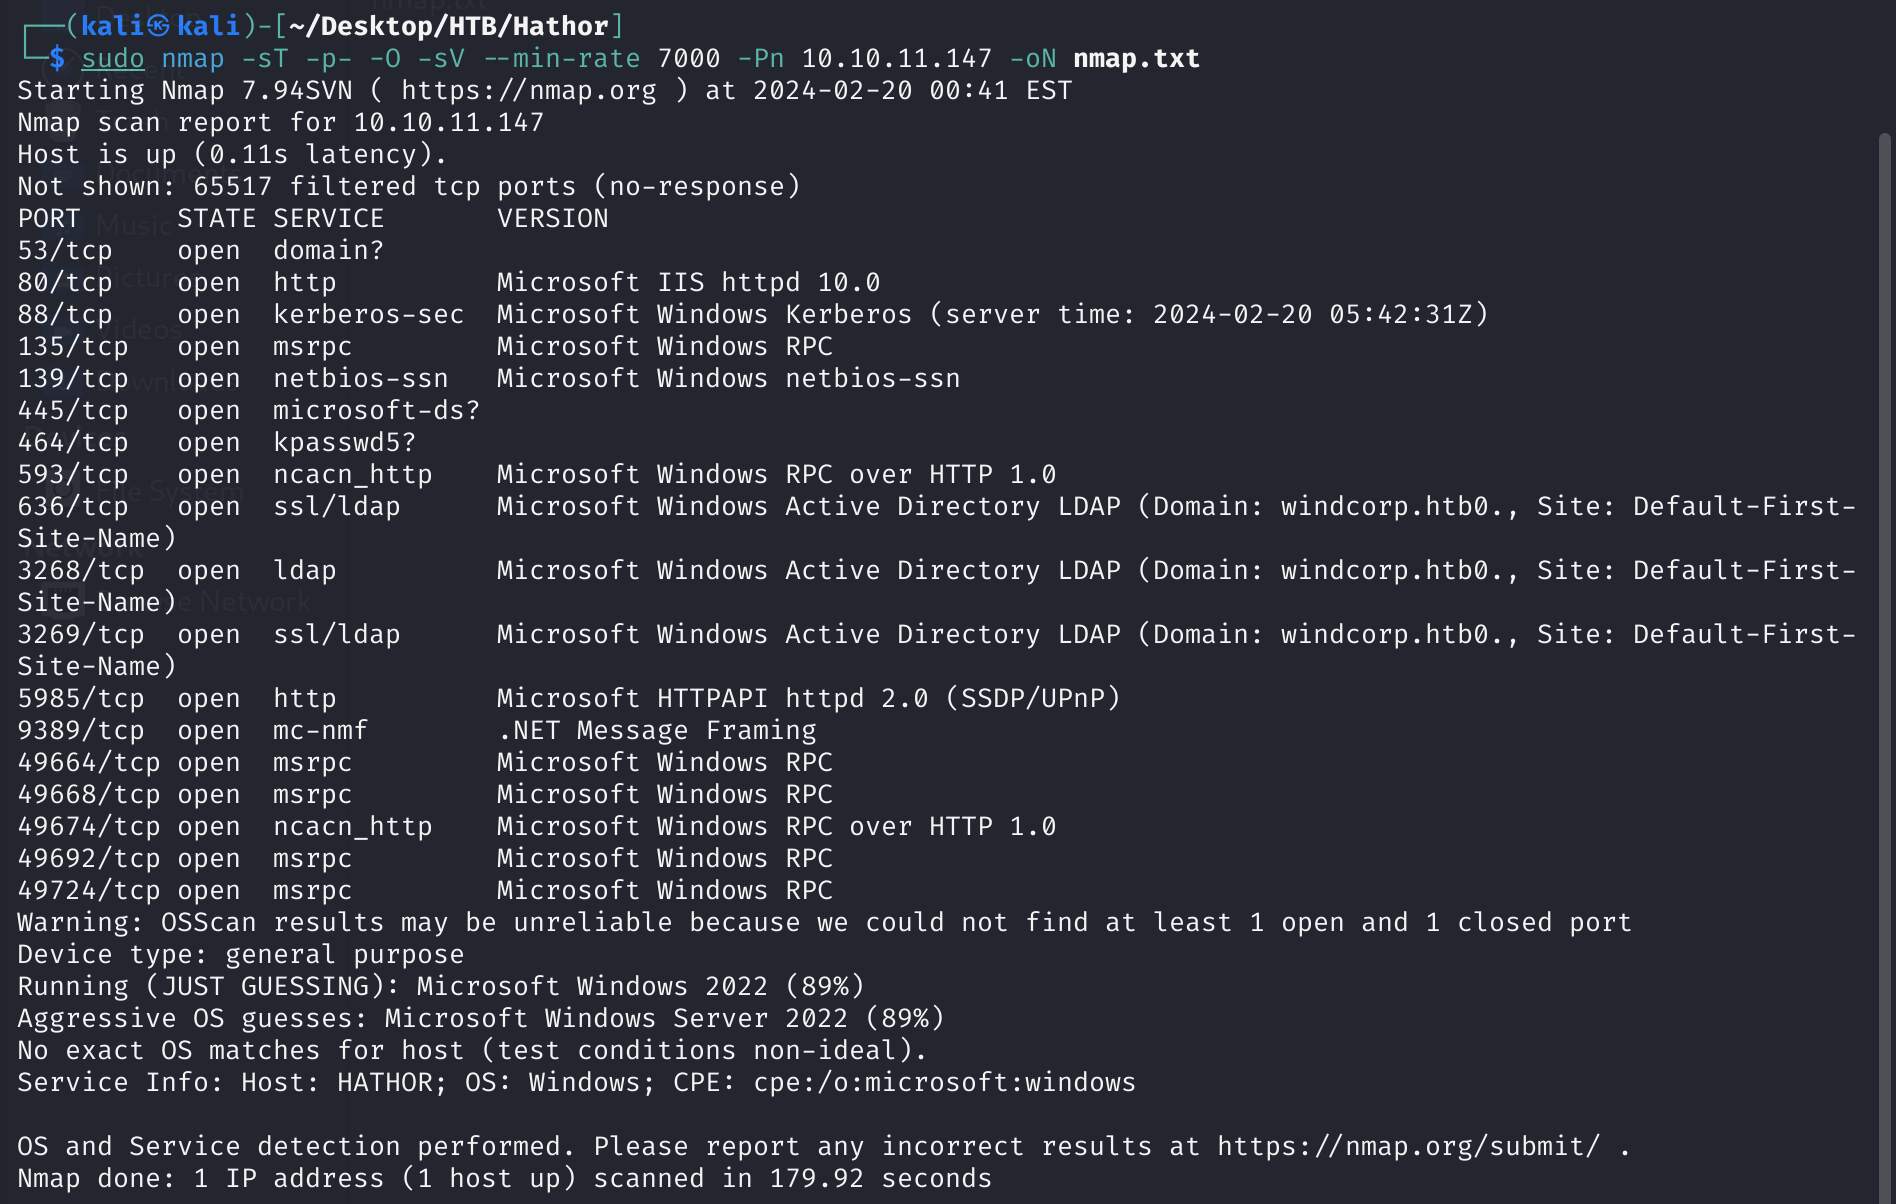 nmap.txt
┌──(kali㉿kali)-[~/Desktop/HTB/Hathor]
└─$ sudo nmap -sT -p- -O -sV --min-rate 7000 -Pn 10.10.11.147 -oN nmap.txt
Starting Nmap 7.94SVN ( https://nmap.org ) at 2024-02-20 00:41 EST
Nmap scan report for 10.10.11.147
Host is up (0.11s latency).
Not shown: 65517 filtered tcp ports (no-response)
PORT      STATE SERVICE       VERSION
53/tcp    open  domain?
80/tcp    open  http          Microsoft IIS httpd 10.0
88/tcp    open  kerberos-sec  Microsoft Windows Kerberos (server time: 2024-02-20 05:42:31Z)
135/tcp   open  msrpc         Microsoft Windows RPC
139/tcp   open  netbios-ssn   Microsoft Windows netbios-ssn
445/tcp   open  microsoft-ds?
464/tcp   open  kpasswd5?
593/tcp   open  ncacn_http    Microsoft Windows RPC over HTTP 1.0
636/tcp   open  ssl/ldap      Microsoft Windows Active Directory LDAP (Domain: windcorp.htb0., Site: Default-First-
Site-Name)
3268/tcp  open  ldap          Microsoft Windows Active Directory LDAP (Domain: windcorp.htb0., Site: Default-First-
Site-Name)
3269/tcp  open  ssl/ldap      Microsoft Windows Active Directory LDAP (Domain: windcorp.htb0., Site: Default-First-
Site-Name)
5985/tcp  open  http          Microsoft HTTPAPI httpd 2.0 (SSDP/UPnP)
9389/tcp  open  mc-nmf        .NET Message Framing
49664/tcp open  msrpc         Microsoft Windows RPC
49668/tcp open  msrpc         Microsoft Windows RPC
49674/tcp open  ncacn_http    Microsoft Windows RPC over HTTP 1.0
49692/tcp open  msrpc         Microsoft Windows RPC
49724/tcp open  msrpc         Microsoft Windows RPC
Warning: OSScan results may be unreliable because we could not find at least 1 open and 1 closed port
Device type: general purpose
Running (JUST GUESSING): Microsoft Windows 2022 (89%)
Aggressive OS guesses: Microsoft Windows Server 2022 (89%)
No exact OS matches for host (test conditions non-ideal).
Service Info: Host: HATHOR; OS: Windows; CPE: cpe:/o:microsoft:windows

OS and Service detection performed. Please report any incorrect results at https://nmap.org/submit/ .
Nmap done: 1 IP address (1 host up) scanned in 179.92 seconds